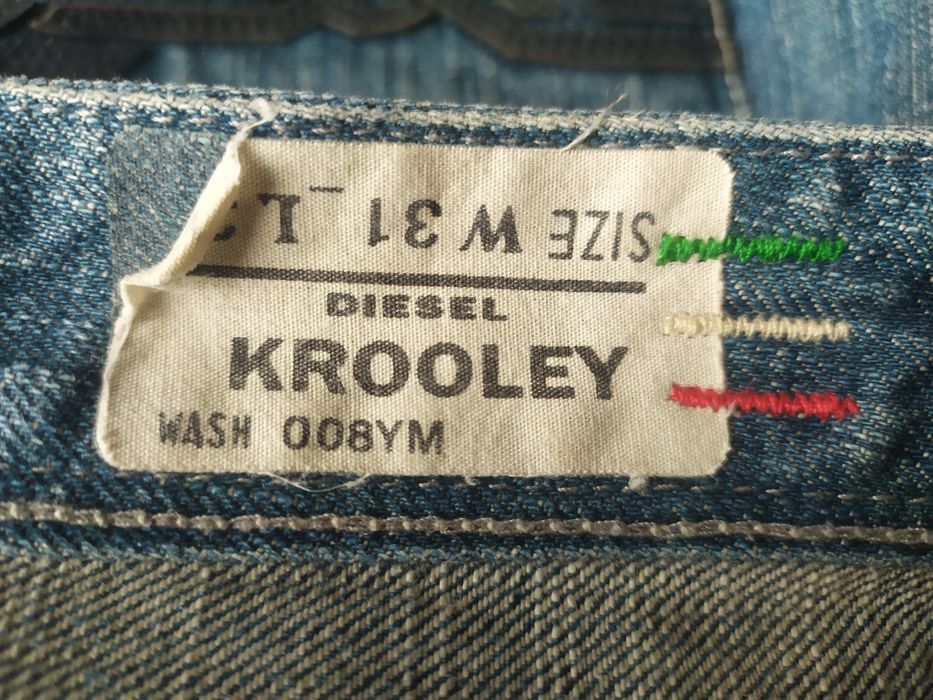 SIZE W 31 _ L
DIESEL
KROOLEY
WASH 008YM